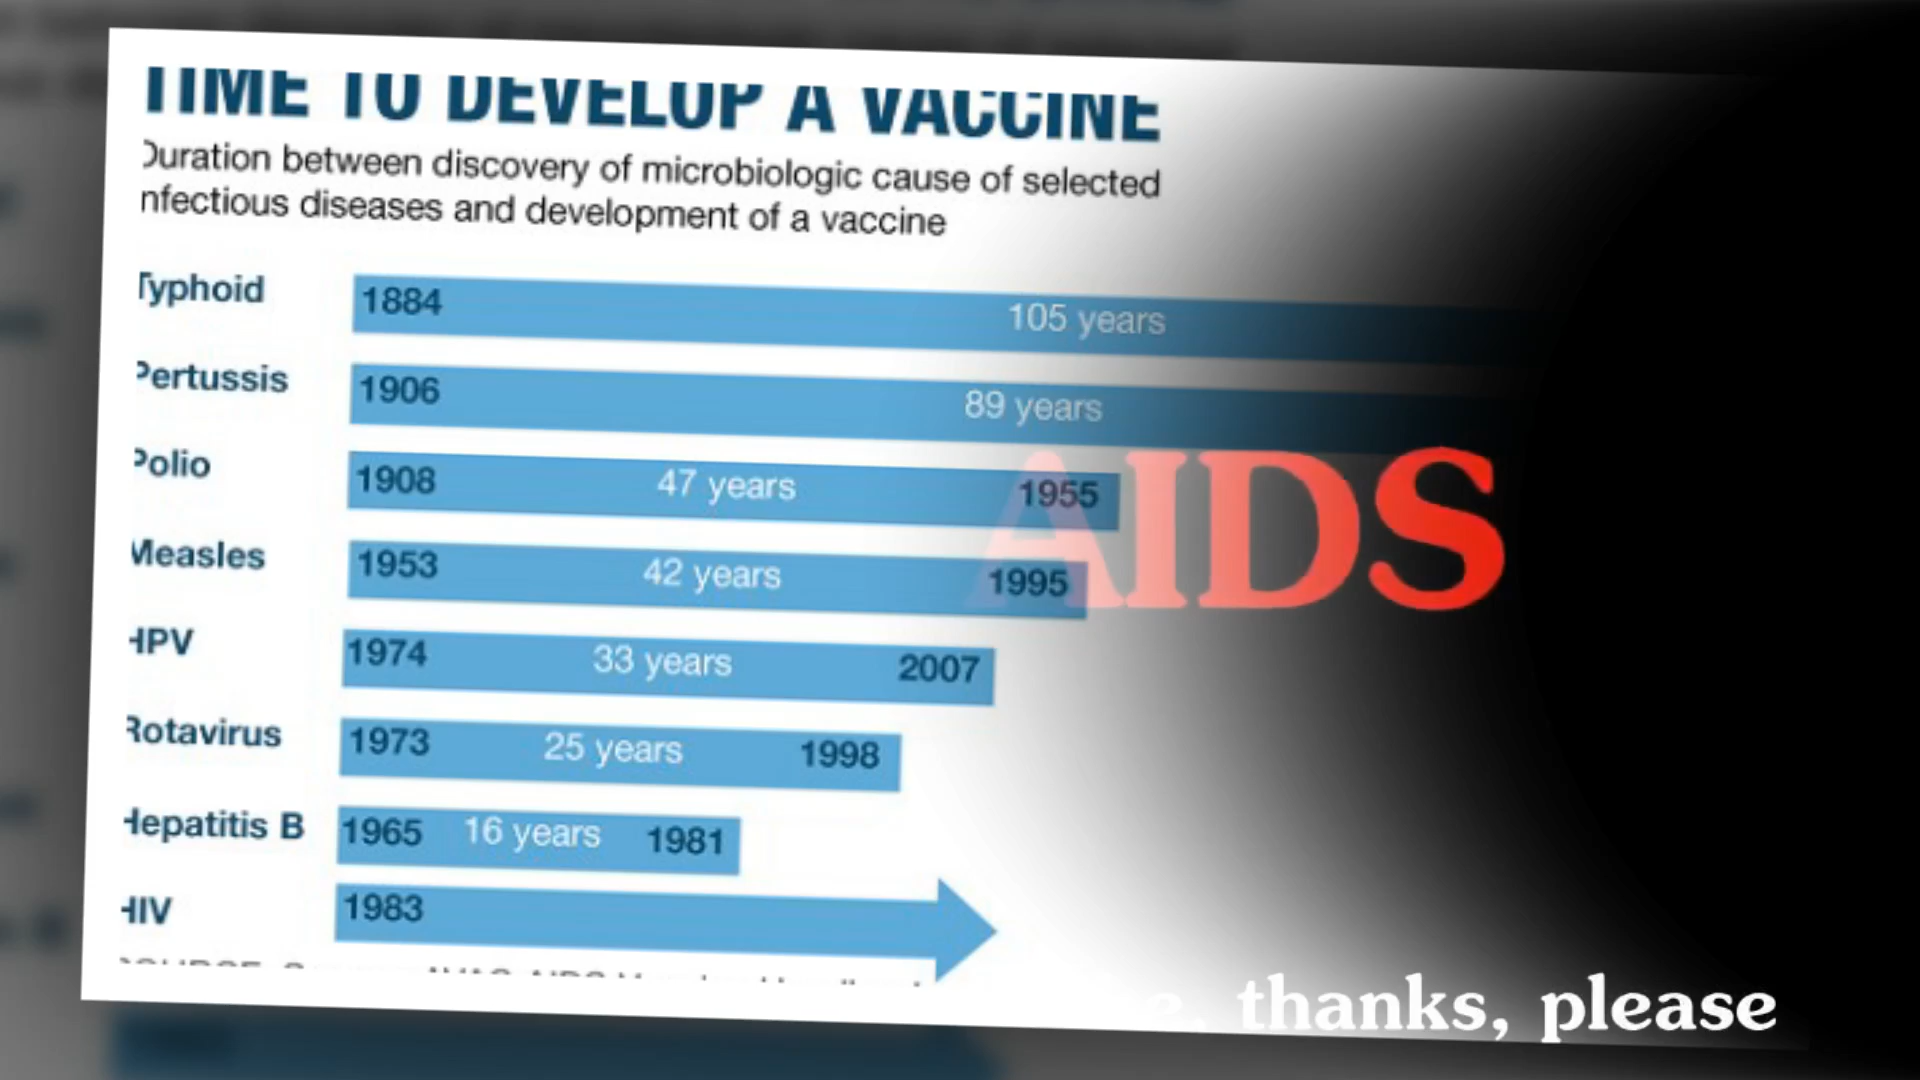 TIME TO DEVELOP A VACCINE
Duration between discovery of microbiologic cause of selected
nfectious diseases and development of a vaccine
Typhoid 1884 105 years
Pertussis 1906 89 years
Polio 1908 47 years 1955
Measles 1953 42 years 1995
HPV 1974 33 years 2007
Rotavirus 1973 25 years 1998
Hepatitis B 1965 16 years 1981
HIV 1983
AIDS
thanks, please